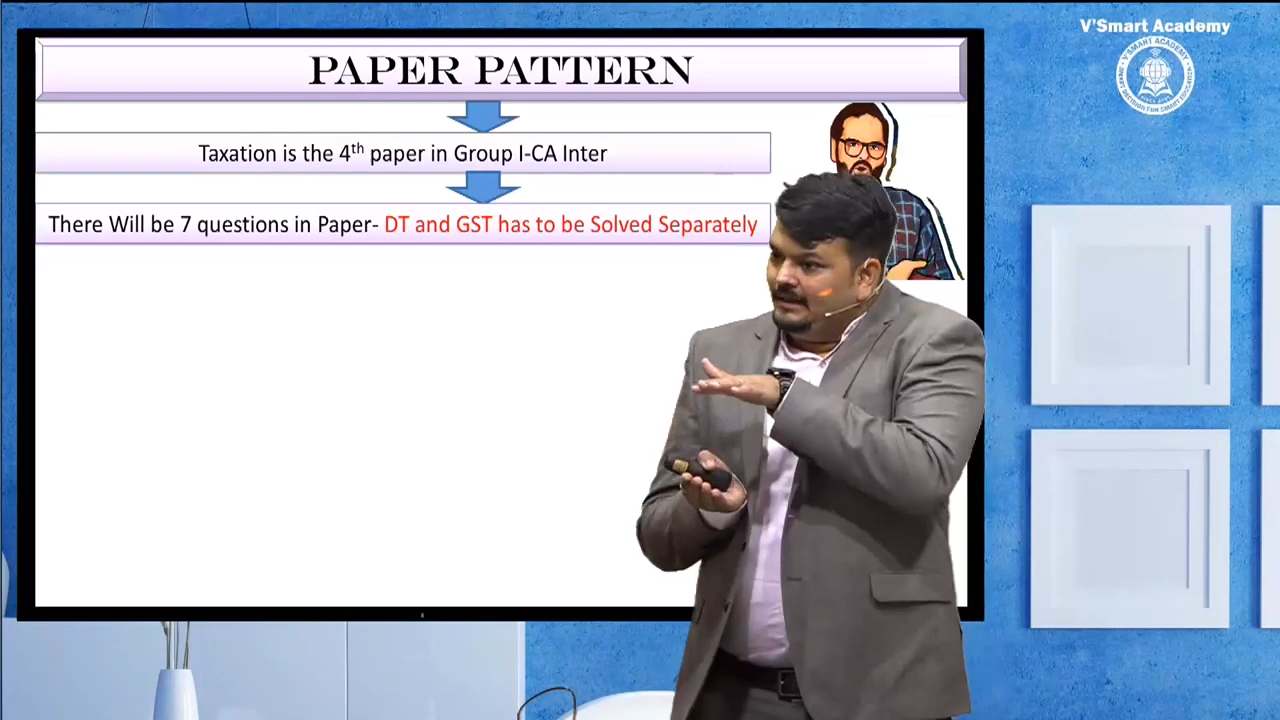 V'Smart Academy
PAPER PATTERN
Taxation is the 4th paper in Group I-CA Inter
There Will be 7 questions in Paper- DT and GST has to be Solved Separately